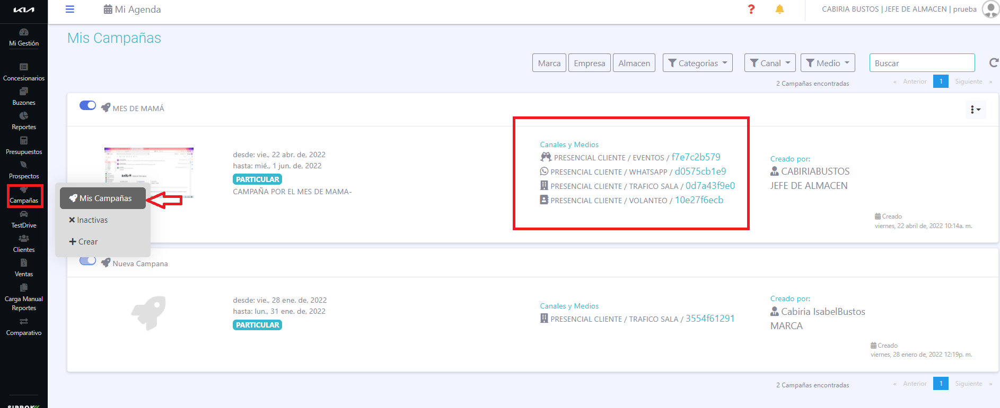 KIA
Mi Agenda
CABIRIA BUSTOS | JEFE DE ALMACEN | prueba
Mi Gestión
Concesionarios
Buzones
Reportes
Presupuestos
Prospectos
Campañas
TestDrive
Clientes
Ventas
Carga Manual
Reportes
Comparativo
Mis Campañas
Inactivas
Crear
Mis Campañas
Marca
Empresa
Almacen
Categorias
Canal
Medio
Buscar
2 Campañas encontradas
« Anterior 1 Siguiente »
MES DE MAMÁ
desde: vie., 22 abr. de, 2022
hasta: mié., 1 jun. de, 2022
PARTICULAR
CAMPAÑA POR EL MES DE MAMA-
Canales y Medios
PRESENCIAL CLIENTE / EVENTOS / f7e7c2b579
PRESENCIAL CLIENTE / WHATSAPP / d0575cb1e9
PRESENCIAL CLIENTE / TRAFICO SALA / 0d7a43f9e0
PRESENCIAL CLIENTE / VOLANTEO / 10e27f6ecb
Creado por:
CABIRIABUSTOS
JEFE DE ALMACEN
Creado
viernes, 22 abril de, 2022 10:14a. m.
Nueva Campana
desde: vie., 28 ene. de, 2022
hasta: lun., 31 ene. de, 2022
PARTICULAR
Canales y Medios
PRESENCIAL CLIENTE / TRAFICO SALA / 3554f61291
Creado por:
Cabiria IsabelBustos
MARCA
Creado
viernes, 28 enero de, 2022 12:19p. m.
2 Campañas encontradas
« Anterior 1 Siguiente »